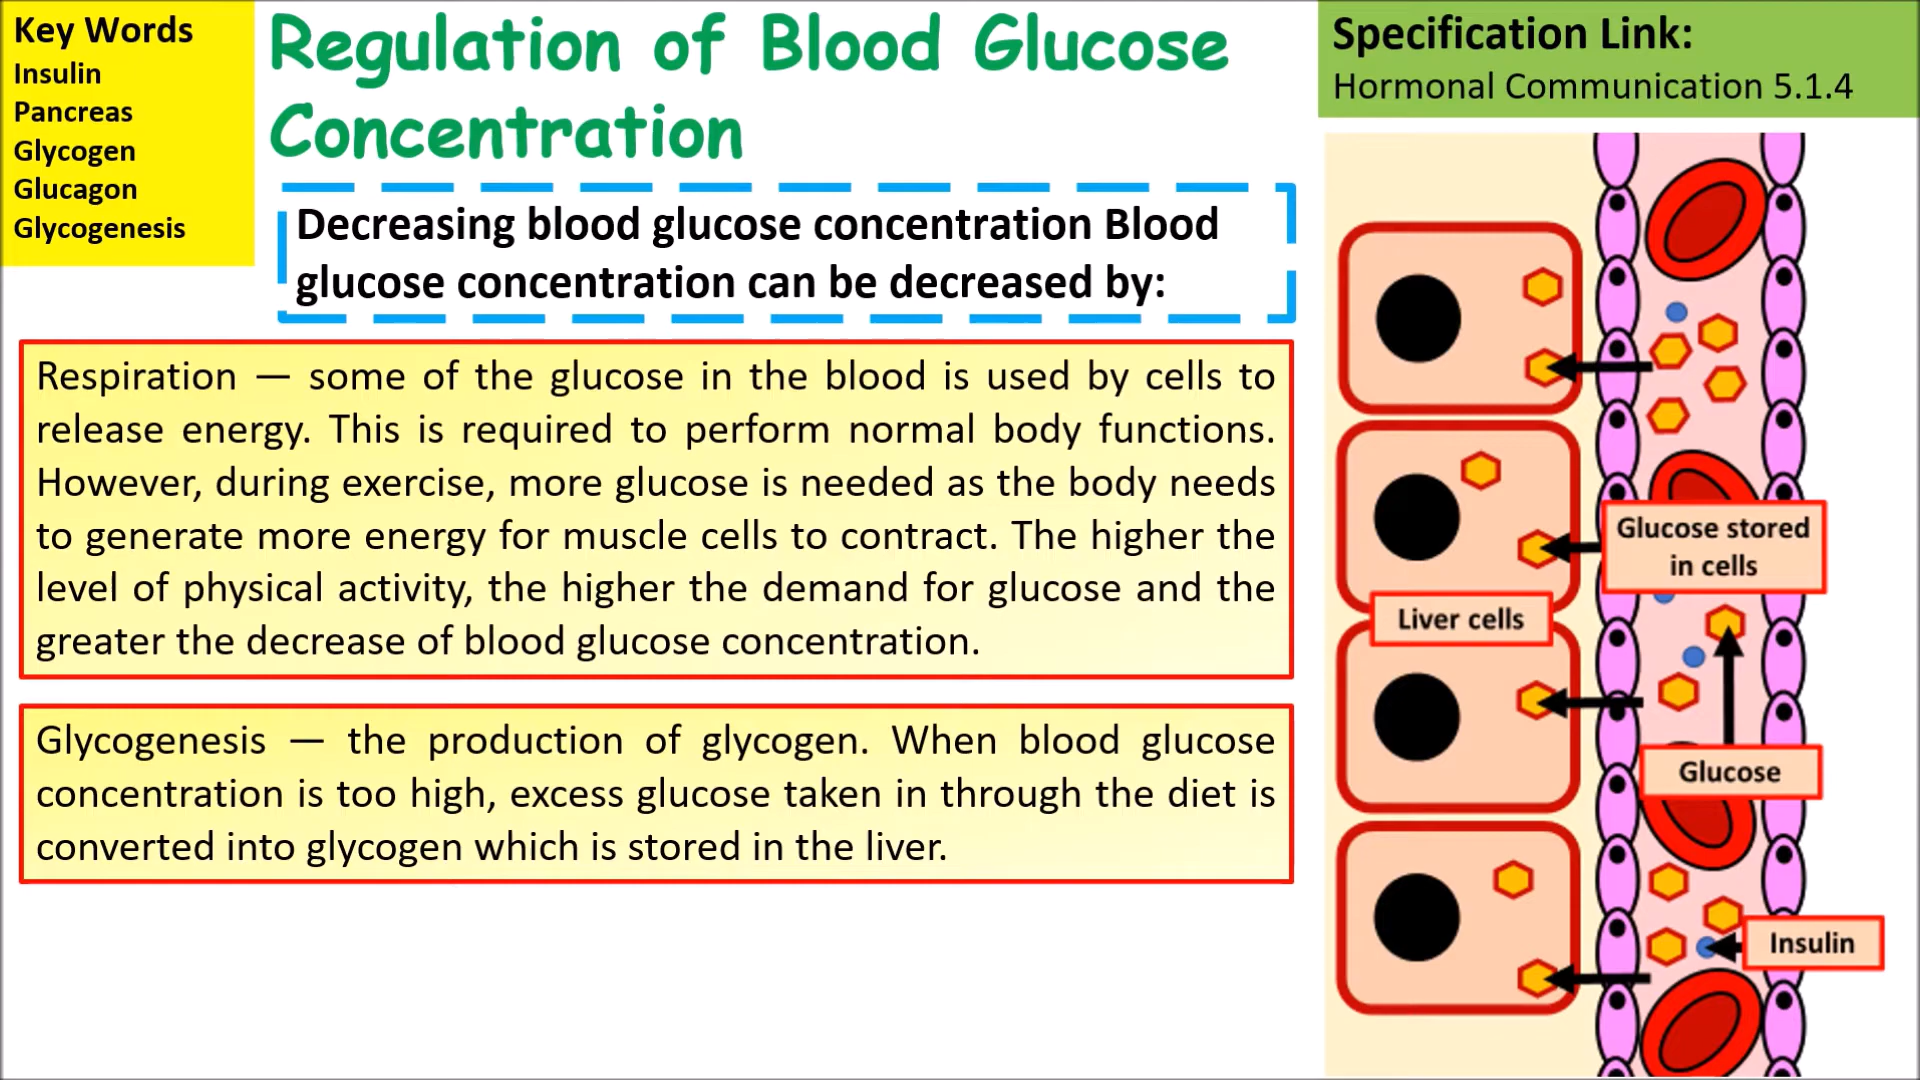 Key Words
Insulin
Pancreas
Glycogen
Glucagon
Glycogenesis
Regulation of Blood Glucose
Concentration
Specification Link:
Hormonal Communication 5.1.4
Decreasing blood glucose concentration Blood
glucose concentration can be decreased by:
Respiration — some of the glucose in the blood is used by cells to
release energy. This is required to perform normal body functions.
However, during exercise, more glucose is needed as the body needs
to generate more energy for muscle cells to contract. The higher the
level of physical activity, the higher the demand for glucose and the
greater the decrease of blood glucose concentration.
Glycogenesis — the production of glycogen. When blood glucose
concentration is too high, excess glucose taken in through the diet is
converted into glycogen which is stored in the liver.
Glucose stored
in cells
Liver cells
Glucose
Insulin